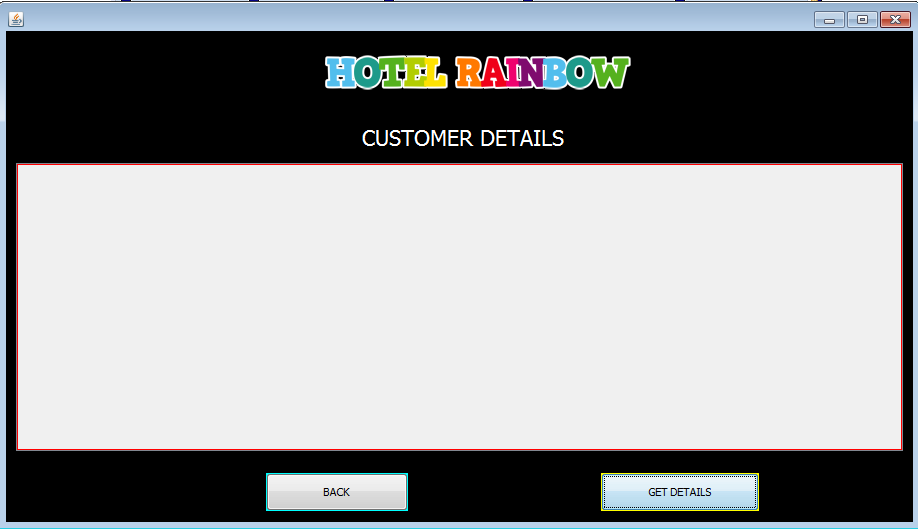 HOTEL RAINBOW
CUSTOMER DETAILS
BACK
GET DETAILS